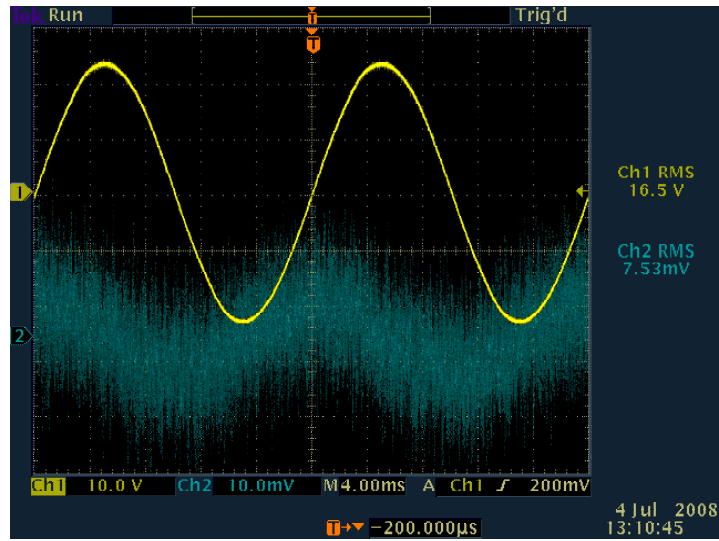 Tek Run Trig'd
T
T
1
Ch1 RMS
16.5 V
Ch2 RMS
7.53mV
2
Ch1 10.0 V Ch2 10.0mV M4.00ms A Ch1 200mV
T -200.000µs
4 Jul 2008
13:10:45